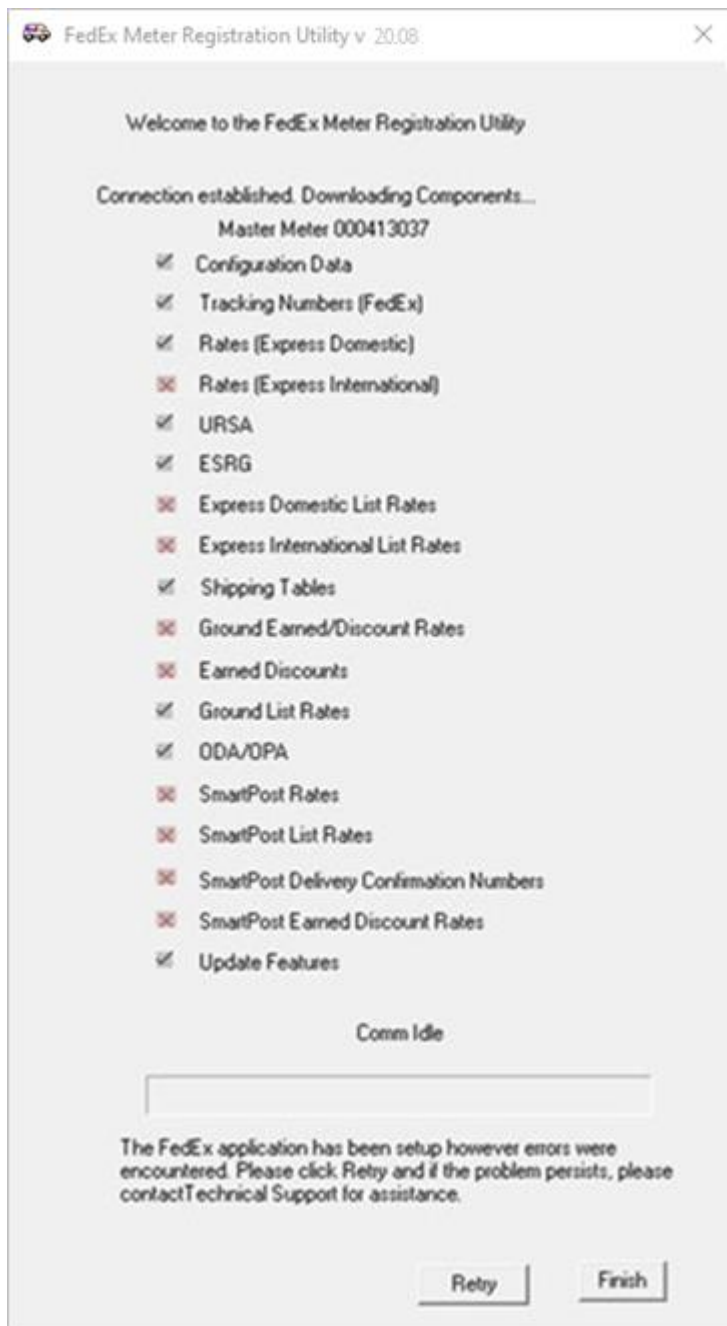 FedEx Meter Registration Utility v 20.08
Welcome to the FedEx Meter Registration Utility
Connection established. Downloading Components...
Master Meter 000413037
Configuration Data
Tracking Numbers (FedEx)
Rates (Express Domestic)
Rates (Express International)
URSA
ESRG
Express Domestic List Rates
Express International List Rates
Shipping Tables
Ground Earned/Discount Rates
Earned Discounts
Ground List Rates
ODA/OPA
SmartPost Rates
SmartPost List Rates
SmartPost Delivery Confirmation Numbers
SmartPost Earned Discount Rates
Update Features
Comm Idle
The FedEx application has been setup however errors were
encountered. Please click Retry and if the problem persists, please
contactTechnical Support for assistance.
Retry
Finish